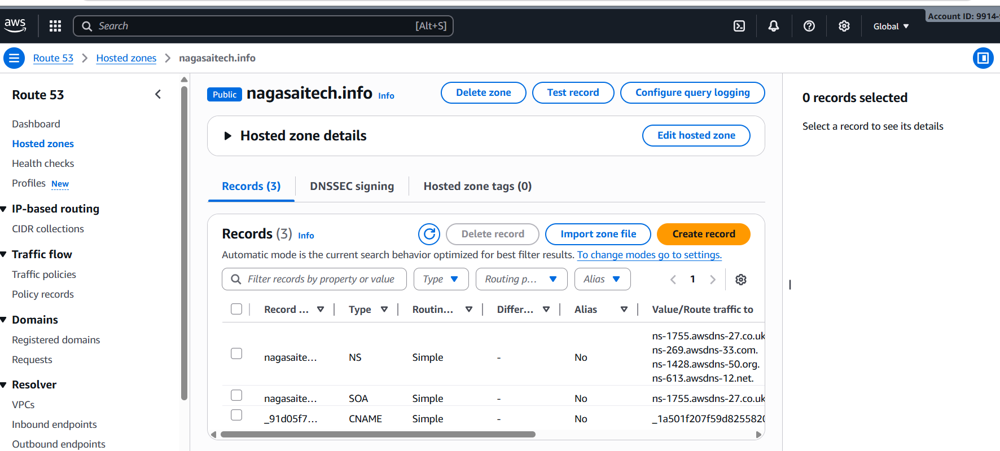 aws
Search
[Alt+S]
Global
Account ID: 9914-
Route 53
Hosted zones
nagasaitech.info
Route 53
Dashboard
Hosted zones
Health checks
Profiles New
IP-based routing
CIDR collections
Traffic flow
Traffic policies
Policy records
Domains
Registered domains
Requests
Resolver
VPCs
Inbound endpoints
Outbound endpoints
Public nagasaitech.info Info
Delete zone
Test record
Configure query logging
Hosted zone details
Edit hosted zone
Records (3)
DNSSEC signing
Hosted zone tags (0)
Records (3) Info
Delete record
Import zone file
Create record
Automatic mode is the current search behavior optimized for best filter results. To change modes go to settings.
Filter records by property or value
Type
Routing p...
Alias
1
Record ... Type Routin... Differ... Alias Value/Route traffic to
nagasaite... NS Simple - No
ns-1755.awsdns-27.co.uk
ns-269.awsdns-33.com.
ns-1428.awsdns-50.org.
ns-613.awsdns-12.net.
nagasaite... SOA Simple - No ns-1755.awsdns-27.co.uk
_91d05f7... CNAME Simple - No _1a501f207f59d825582
0 records selected
Select a record to see its details